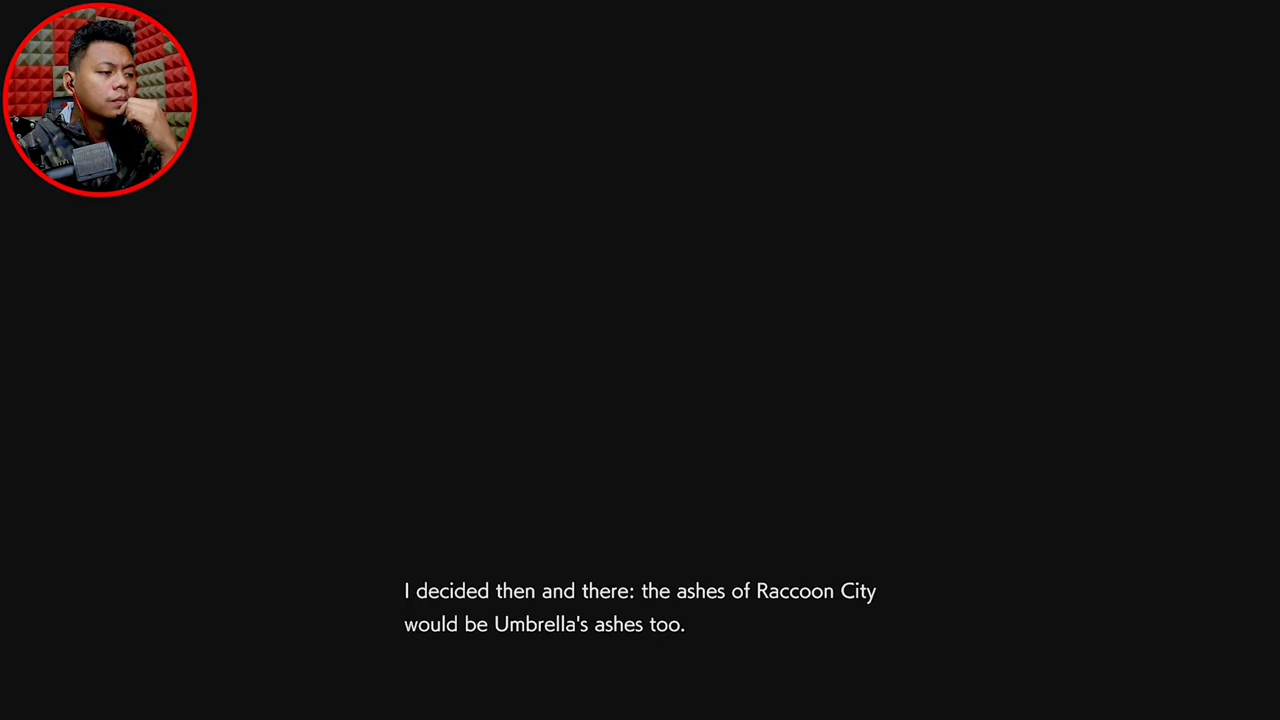 I decided then and there: the ashes of Raccoon City
would be Umbrella's ashes too.